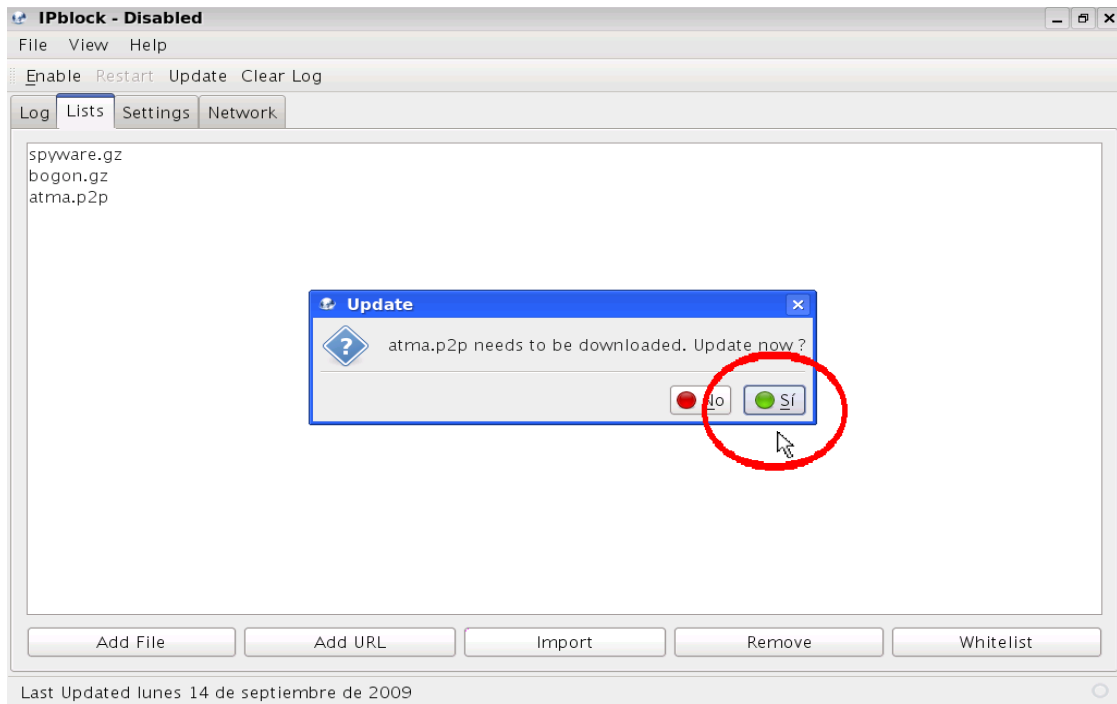 IPblock - Disabled
File View Help
Enable Restart Update Clear Log
Log Lists Settings Network
spyware.gz
bogon.gz
atma.p2p
Update
atma.p2p needs to be downloaded. Update now ?
No Sí
Add File Add URL Import Remove Whitelist
Last Updated lunes 14 de septiembre de 2009